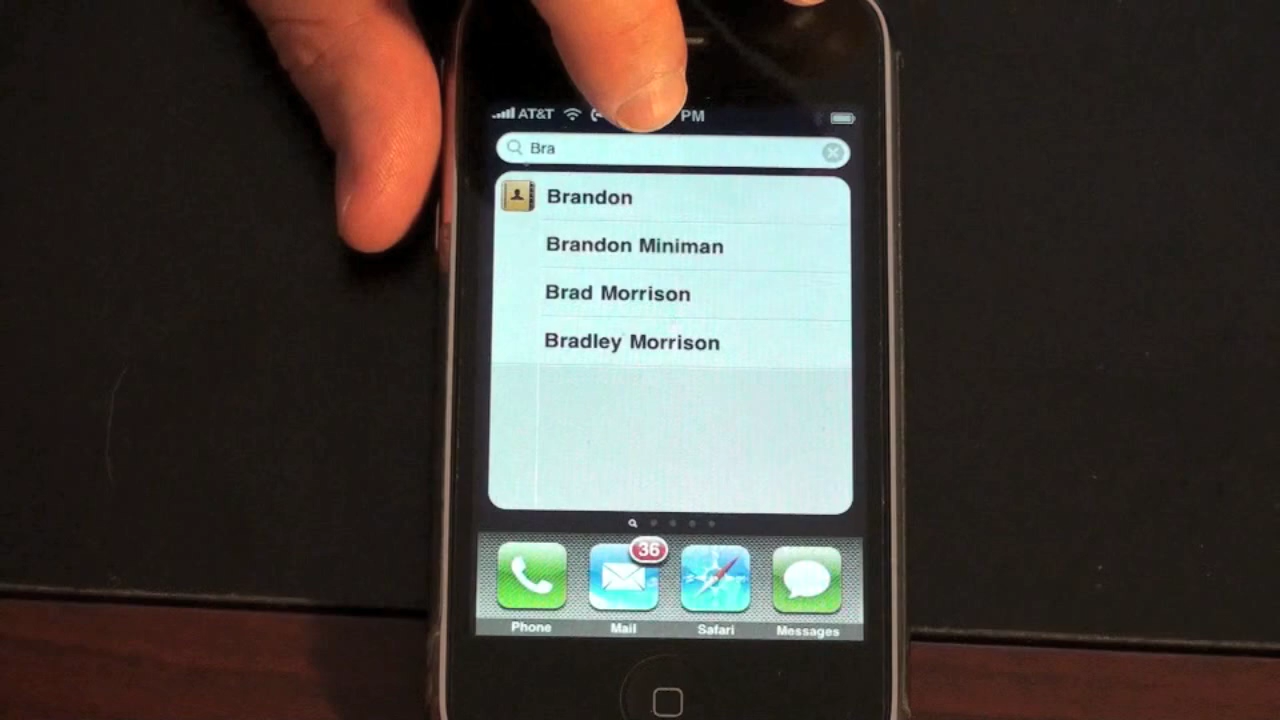 AT&T PM
Bra
Brandon
Brandon Miniman
Brad Morrison
Bradley Morrison
36
Phone Mail Safari Messages